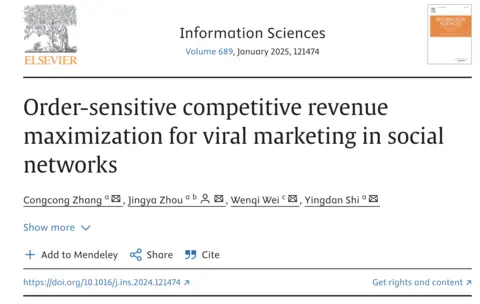 ELSEVIER
Information Sciences
Volume 689, January 2025, 121474
INFORMATION
SCIENCES
Order-sensitive competitive revenue
maximization for viral marketing in social
networks
Congcong Zhang a, Jingya Zhou a b, Wenqi Wei c, Yingdan Shi a
Show more
Add to Mendeley Share Cite
https://doi.org/10.1016/j.ins.2024.121474 Get rights and content